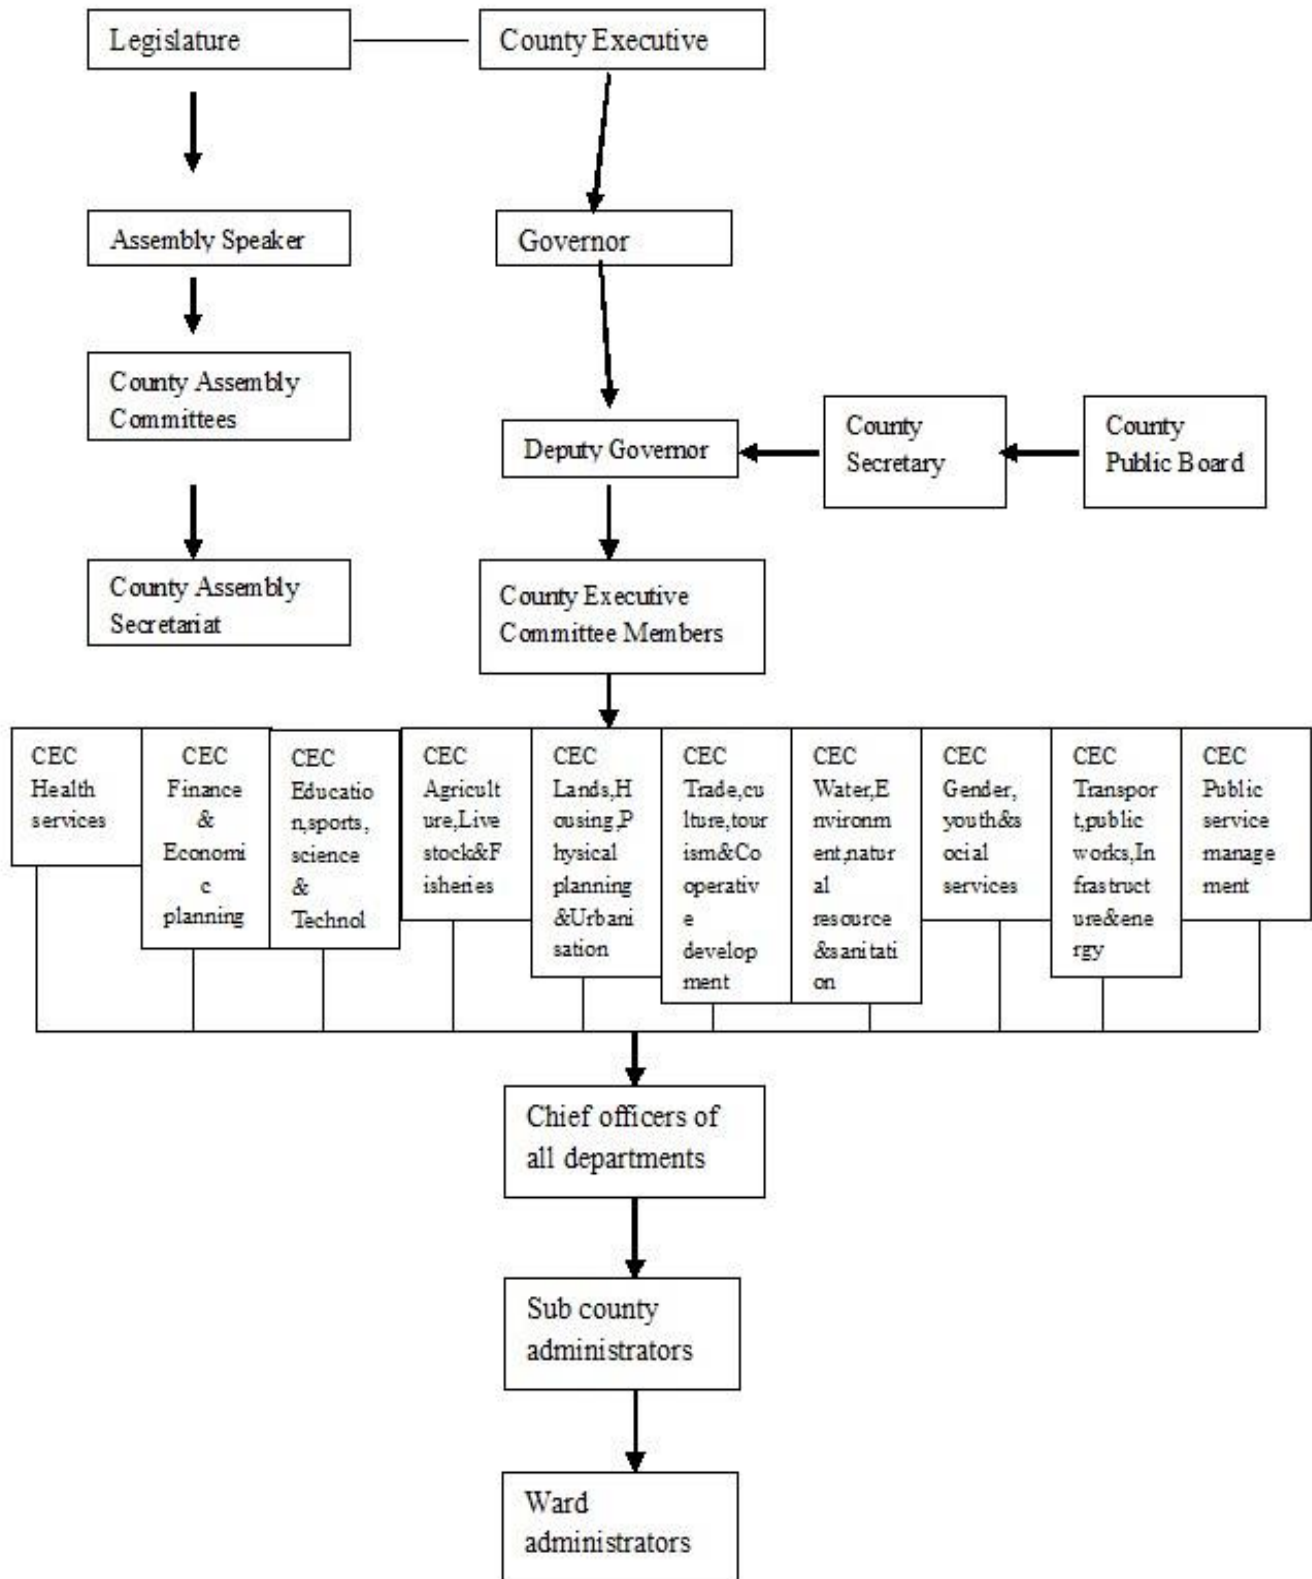 Legislature
County Executive
Assembly Speaker
Governor
County Assembly
Committees
Deputy Governor
County
Secretary
County
Public Board
County Assembly
Secretariat
County Executive
Committee Members
CEC
Health
services
CEC
Finance
&
Economi
c
planning
CEC
Educatio
n,sports,
science
&
Technol
CEC
Agricult
ure,Live
stock&F
isheries
CEC
Lands,H
ousing,P
hysical
planning
&Urbani
sation
CEC
Trade,cu
lture,tour
ism&Co
operativ
e
develop
ment
CEC
Water,E
nvironm
ent,natur
al
resource
&sanitati
on
CEC
Gender,
youth&s
ocial
services
CEC
Transpor
t,public
works,In
frastruct
ure&ene
rgy
CEC
Public
service
manage
ment
Chief officers of
all departments
Sub county
administrators
Ward
administrators